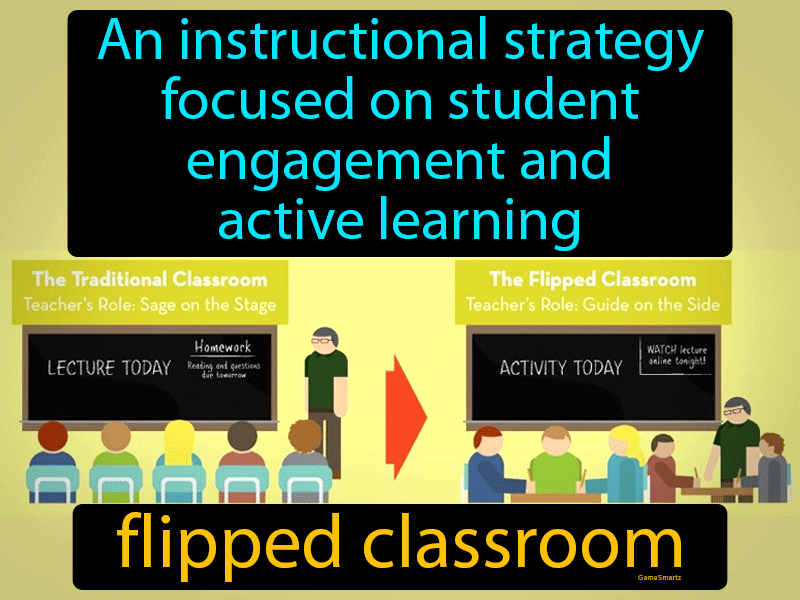 An instructional strategy
focused on student
engagement and
active learning
The Traditional Classroom
Teacher's Role: Sage on the Stage
LECTURE TODAY
Homework
Reading and questions
due tomorrow
The Flipped Classroom
Teacher's Role: Guide on the Side
ACTIVITY TODAY
WATCH lecture
online tonight!
flipped classroom
GameSmartz